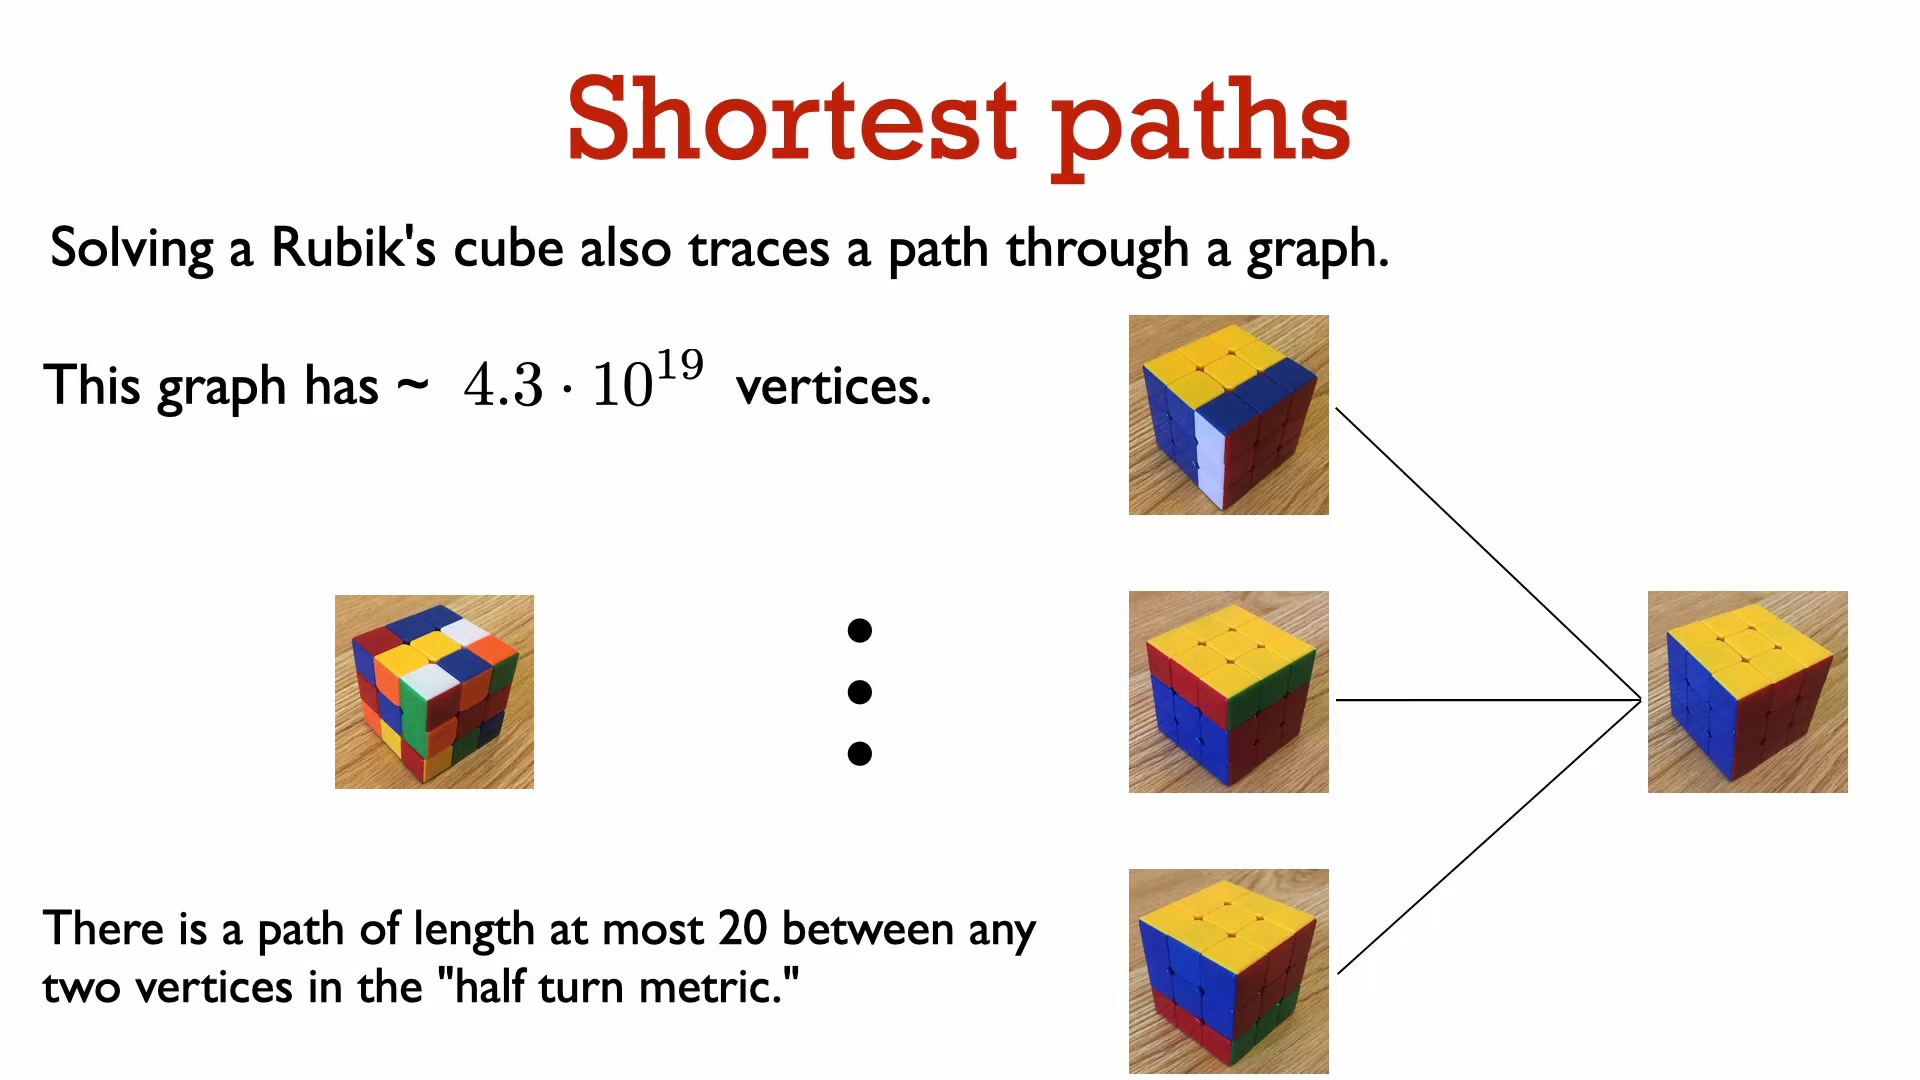 Shortest paths
Solving a Rubik's cube also traces a path through a graph.
This graph has ~ 4.3 · 10^19 vertices.
There is a path of length at most 20 between any
two vertices in the "half turn metric."